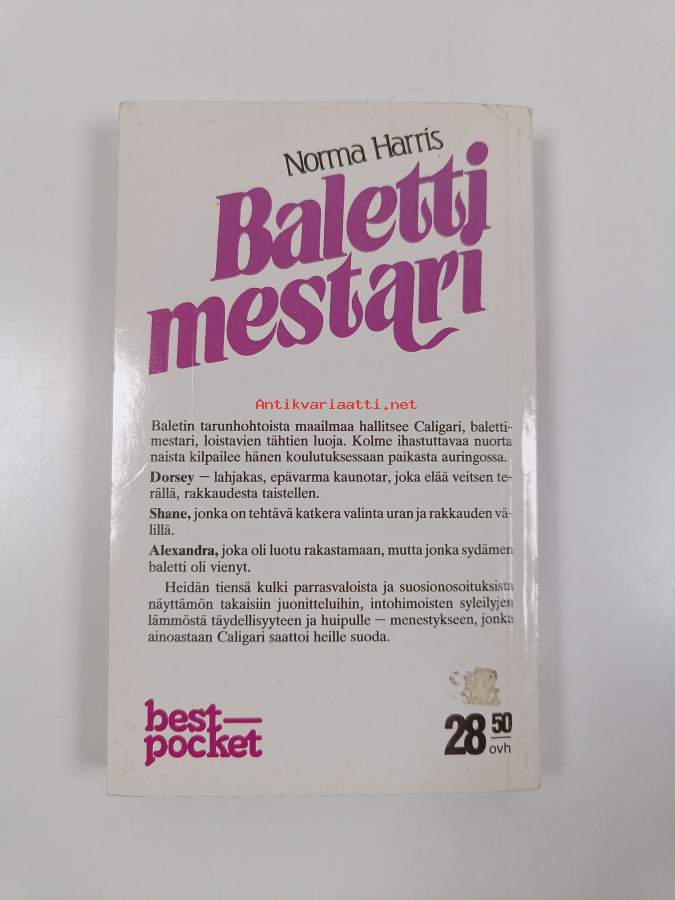 Norma Harris
Baletti
mestari
Antikvariaatti.net
Baletin tarunhohtoista maailmaa hallitsee Caligari, baletti-
mestari, loistavien tähtien luoja. Kolme ihastuttavaa nuorta
naista kilpailee hänen koulutuksessaan paikasta auringossa.
Dorsey — lahjakas, epävarma kaunotar, joka elää veitsen te-
rällä, rakkaudesta taistellen.
Shane, jonka on tehtävä katkera valinta uran ja rakkauden vä-
lillä.
Alexandra, joka oli luotu rakastamaan, mutta jonka sydämen
baletti oli vienyt.
Heidän tiensä kulki parrasvaloista ja suosionosoituksista
näyttämön takaisiin juonitteluihin, intohimoisten syleilyjen
lämmöstä täydellisyyteen ja huipulle — menestykseen, jonka
ainoastaan Caligari saattoi heille suoda.
best—
pocket
28 50
ovh